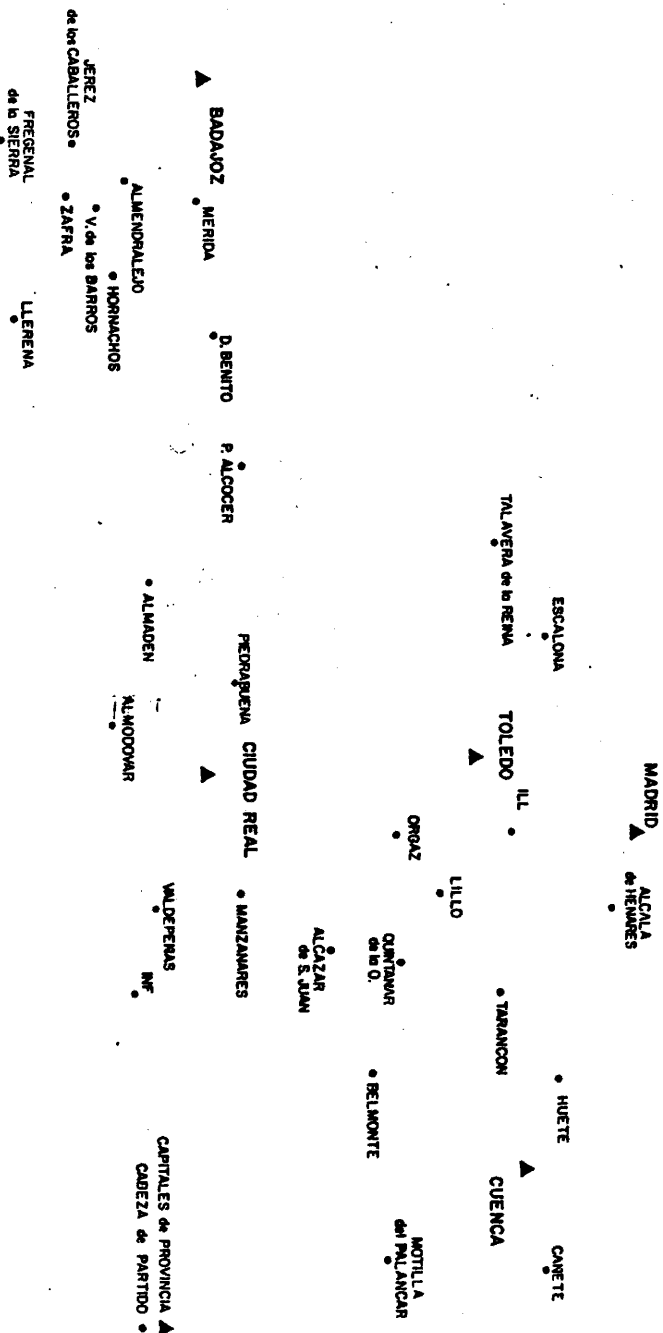 MADRID
ALCALA
de HENARES
ESCALONA
HUETE
CAÑETE
TALAVERA de la REINA
TOLEDO
ILL
TARANCON
CUENCA
LILLO
ORGAZ
QUINTANAR
de la O.
BELMONTE
MOTILLA
del PALANCAR
ALCAZAR
de S. JUAN
BADAJOZ
MERIDA
D. BENITO
P. ALCOCER
PIEDRABUENA
CIUDAD REAL
MANZANARES
ALMENDRALEJO
HORNACHOS
ALMADEN
ALMODOVAR
VALDEPEÑAS
INF
V. de los BARROS
ZAFRA
JEREZ
de los CABALLEROS
FREGENAL
de la SIERRA
LLERENA
CAPITALES de PROVINCIA
CABEZA de PARTIDO